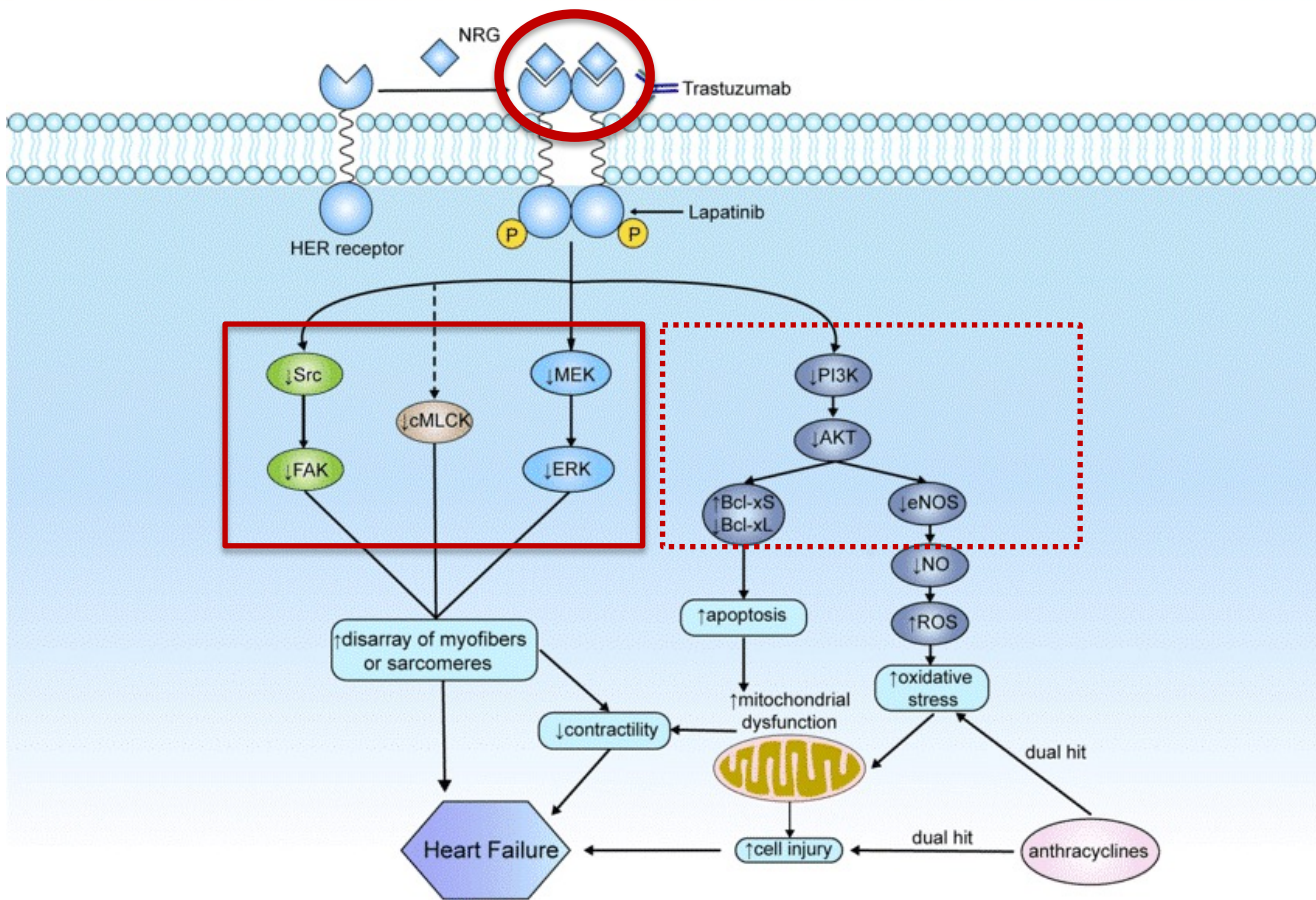 NRG
Trastuzumab
HER receptor
P
P
Lapatinib
↓Src
↓MEK
↓PI3K
↓cMLCK
↓AKT
↓FAK
↓ERK
↑Bcl-xS
↓Bcl-xL
↓eNOS
↓NO
↑apoptosis
↑ROS
↑disarray of myofibers
or sarcomeres
↑oxidative
stress
↑mitochondrial
dysfunction
↓contractility
dual hit
Heart Failure
↑cell injury
dual hit
anthracyclines